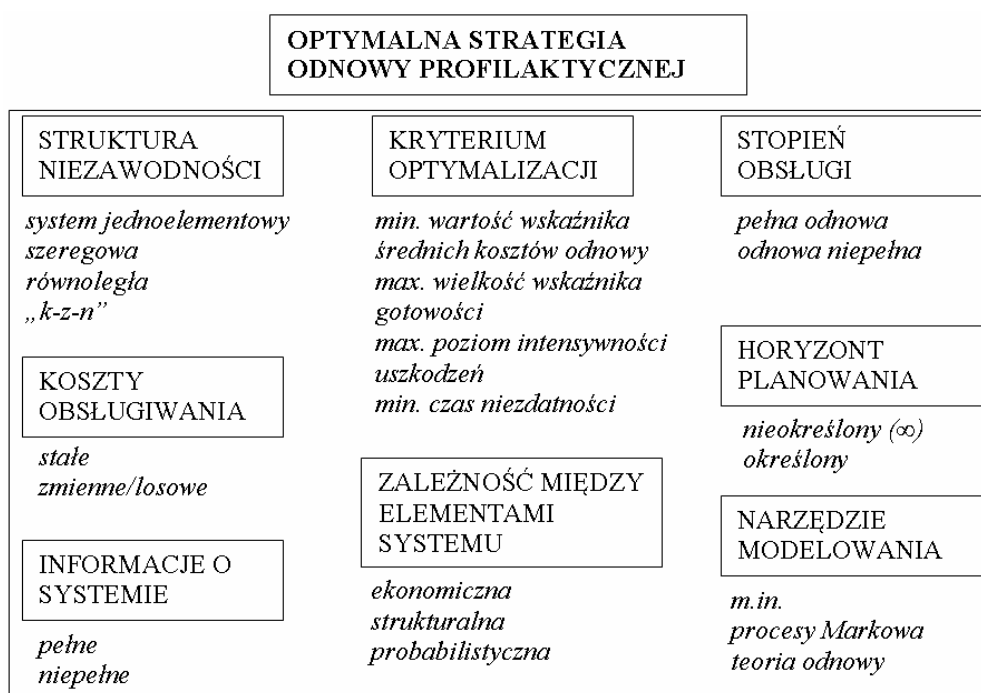 OPTYMALNA STRATEGIA
ODNOWY PROFILAKTYCZNEJ
STRUKTURA
NIEZAWODNOŚCI
system jednoelementowy
szeregowa
równoległa
„k-z-n”
KOSZTY
OBSŁUGIWANIA
stałe
zmienne/losowe
INFORMACJE O
SYSTEMIE
pełne
niepełne
KRYTERIUM
OPTYMALIZACJI
min. wartość wskaźnika
średnich kosztów odnowy
max. wielkość wskaźnika
gotowości
max. poziom intensywności
uszkodzeń
min. czas niezdatności
ZALEŻNOŚĆ MIĘDZY
ELEMENTAMI
SYSTEMU
ekonomiczna
strukturalna
probabilistyczna
STOPIEŃ
OBSŁUGI
pełna odnowa
odnowa niepełna
HORYZONT
PLANOWANIA
nieokreślony (∞)
określony
NARZĘDZIE
MODELOWANIA
m.in.
procesy Markowa
teoria odnowy